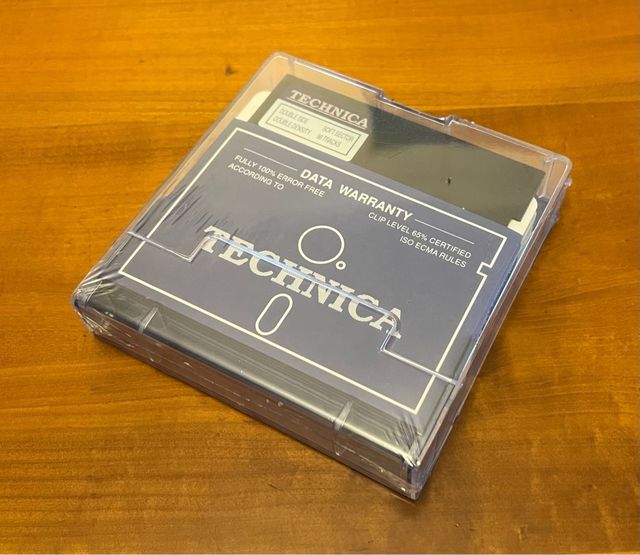 TECHNICA
DOUBLE SIDE SOFT SECTOR
DOUBLE DENSITY 96 TRACKS
DATA WARRANTY
FULLY 100% ERROR FREE
ACCORDING TO
CLIP LEVEL 65% CERTIFIED
ISO ECMA RULES
TECHNICA